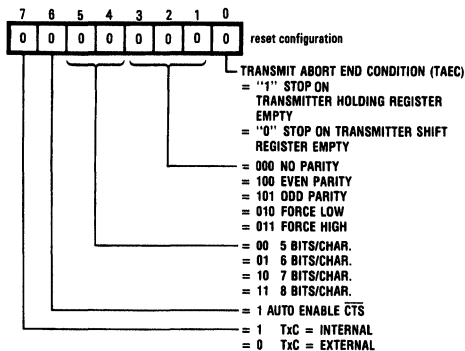 7 6 5 4 3 2 1 0
0 0 0 0 0 0 0 0 reset configuration
TRANSMIT ABORT END CONDITION (TAEC)
= "1" STOP ON
TRANSMITTER HOLDING REGISTER
EMPTY
= "0" STOP ON TRANSMITTER SHIFT
REGISTER EMPTY
= 000 NO PARITY
= 100 EVEN PARITY
= 101 ODD PARITY
= 010 FORCE LOW
= 011 FORCE HIGH
= 00 5 BITS/CHAR.
= 01 6 BITS/CHAR.
= 10 7 BITS/CHAR.
= 11 8 BITS/CHAR.
= 1 AUTO ENABLE C̅T̅S̅
= 1 TxC = INTERNAL
= 0 TxC = EXTERNAL